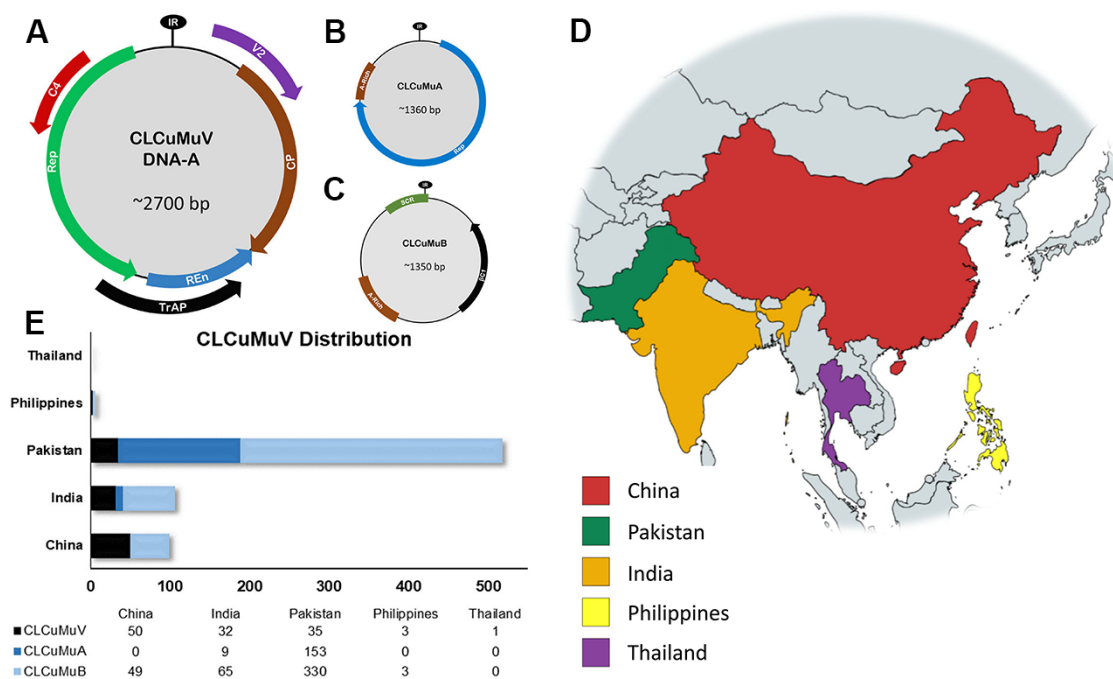 A
IR
V2
C4
Rep
CP
CLCuMuV
DNA-A
~2700 bp
REn
TrAP
B
A-Rich
CLCuMuA
~1360 bp
Rep
C
IR
SCR
CLCuMuB
~1350 bp
βC1
A-Rich
D
China
Pakistan
India
Philippines
Thailand
E
CLCuMuV Distribution
Thailand
Philippines
Pakistan
India
China
0 100 200 300 400 500
China India Pakistan Philippines Thailand
CLCuMuV 50 32 35 3 1
CLCuMuA 0 9 153 0 0
CLCuMuB 49 65 330 3 0